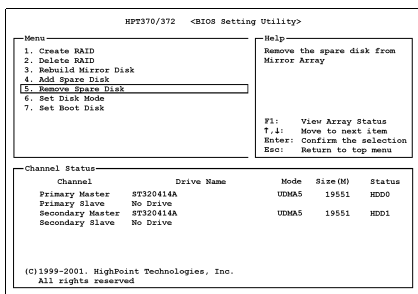 HPT370/372 <BIOS Setting Utility>
Menu
1. Create RAID
2. Delete RAID
3. Rebuild Mirror Disk
4. Add Spare Disk
5. Remove Spare Disk
6. Set Disk Mode
7. Set Boot Disk
Help
Remove the spare disk from
Mirror Array
F1: View Array Status
↑,↓: Move to next item
Enter: Confirm the selection
Esc: Return to top menu
Channel Status
Channel Drive Name Mode Size(M) Status
Primary Master ST320414A UDMA5 19551 HDD0
Primary Slave No Drive
Secondary Master ST320414A UDMA5 19551 HDD1
Secondary Slave No Drive
(C)1999-2001. HighPoint Technologies, Inc.
All rights reserved